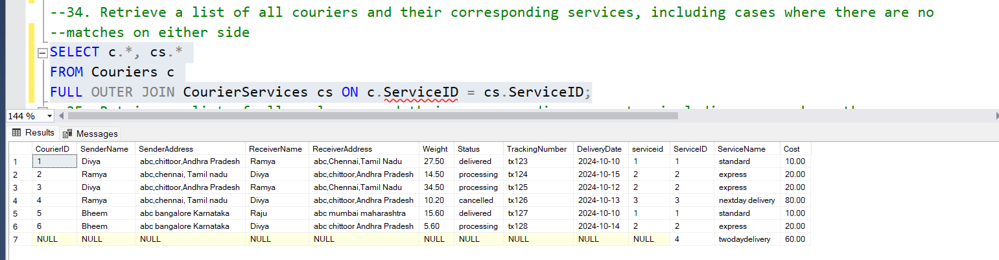 --34. Retrieve a list of all couriers and their corresponding services, including cases where there are no
--matches on either side
SELECT c.*, cs.*
FROM Couriers c
FULL OUTER JOIN CourierServices cs ON c.ServiceID = cs.ServiceID;
144 %
Results Messages
CourierID SenderName SenderAddress ReceiverName ReceiverAddress Weight Status TrackingNumber DeliveryDate serviceid ServiceID ServiceName Cost
1 1 Divya abc,chittoor,Andhra Pradesh Ramya abc,Chennai,Tamil Nadu 27.50 delivered tx123 2024-10-10 1 1 standard 10.00
2 2 Ramya abc,chennai, Tamil nadu Divya abc,chittoor,Andhra Pradesh 14.50 processing tx124 2024-10-15 2 2 express 20.00
3 3 Divya abc,chittoor,Andhra Pradesh Ramya abc,Chennai,Tamil Nadu 34.50 processing tx125 2024-10-12 2 2 express 20.00
4 4 Ramya abc,chennai, Tamil nadu Divya abc,chittoor,Andhra Pradesh 10.20 cancelled tx126 2024-10-13 3 3 nextday delivery 80.00
5 5 Bheem abc bangalore Karnataka Raju abc mumbai maharashtra 15.60 delivered tx127 2024-10-10 1 1 standard 10.00
6 6 Bheem abc bangalore Karnataka Divya abc chittoor Andhra Pradesh 5.60 processing tx128 2024-10-14 2 2 express 20.00
7 NULL NULL NULL NULL NULL NULL NULL NULL NULL NULL 4 twodaydelivery 60.00